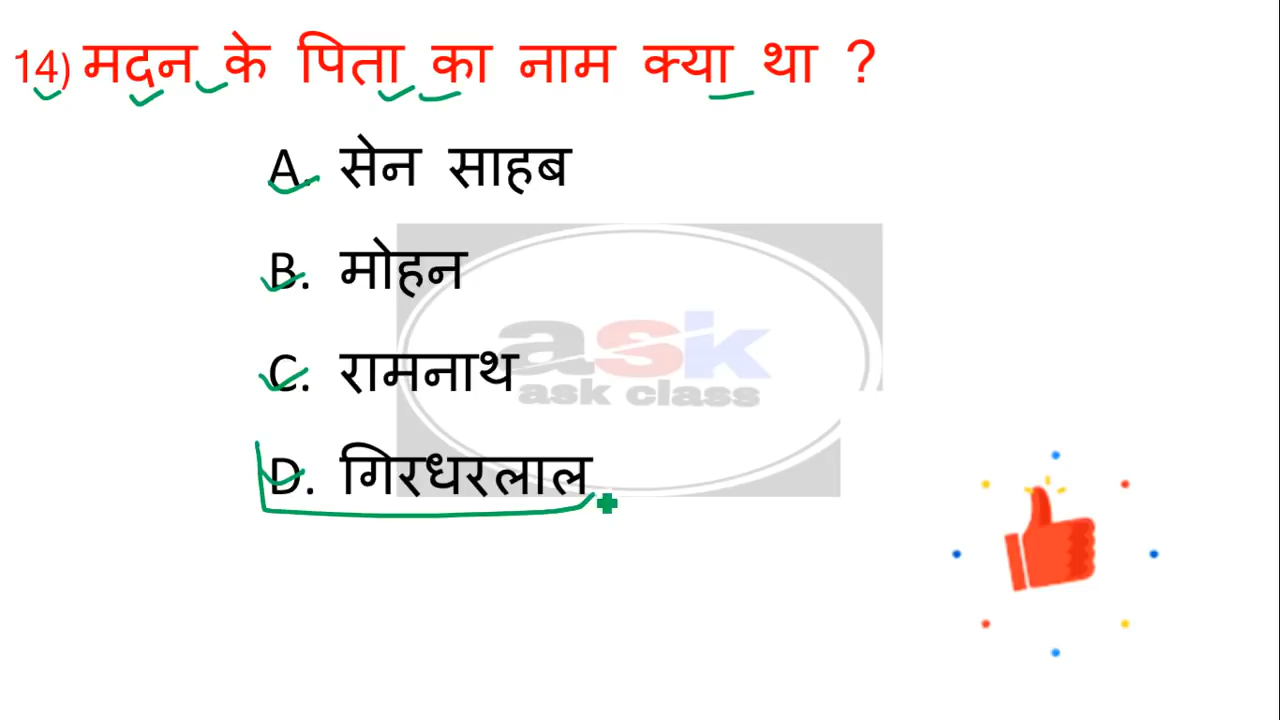 14) मदन के पिता का नाम क्या था ?
A. सेन साहब
B. मोहन
C. रामनाथ
D. गिरधरलाल
ask
ask class